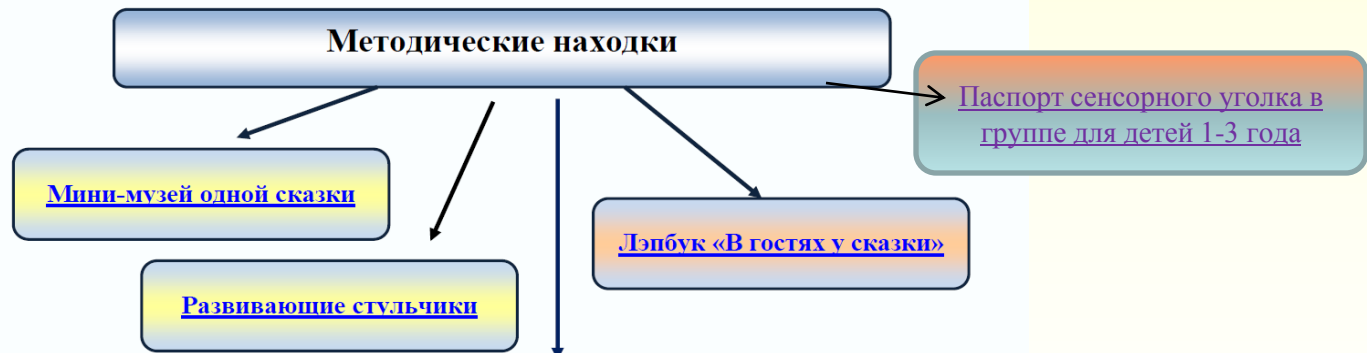 Методические находки
Паспорт сенсорного уголка в
группе для детей 1-3 года
Мини-музей одной сказки
Лэпбук «В гостях у сказки»
Развивающие стульчики